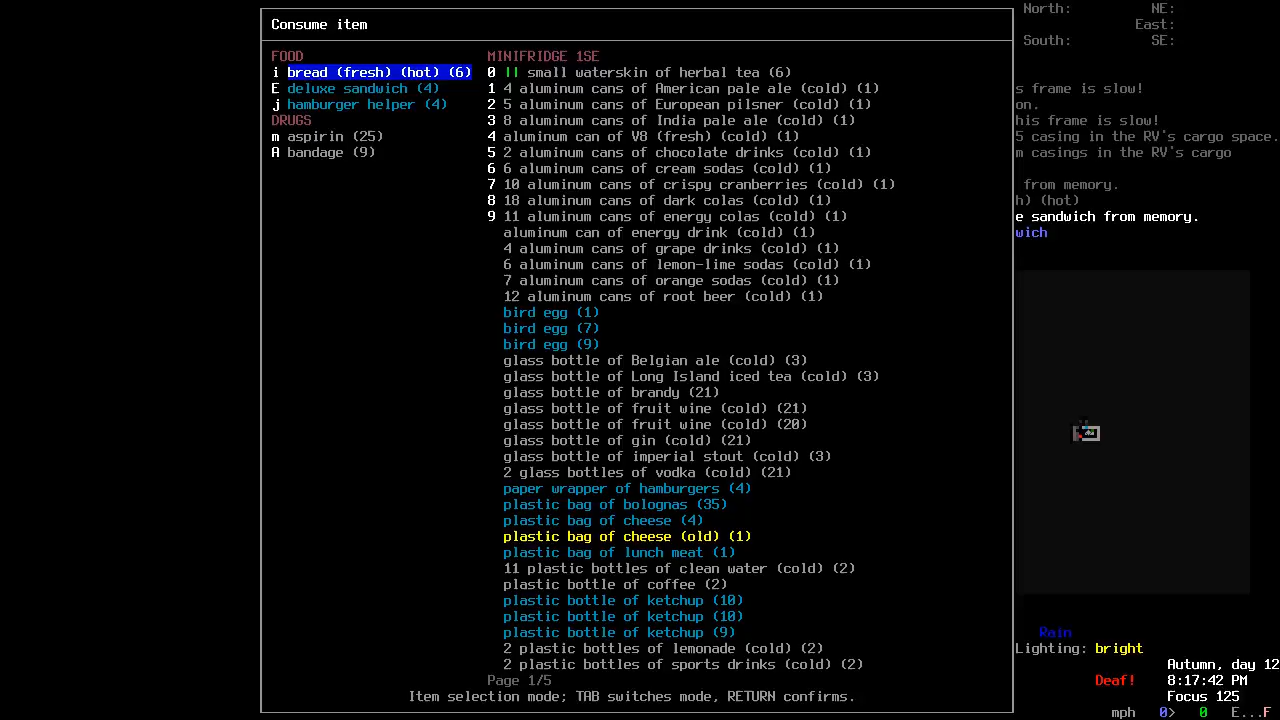 Consume item
FOOD
i bread (fresh) (hot) (6)
E deluxe sandwich (4)
j hamburger helper (4)
DRUGS
m aspirin (25)
A bandage (9)
MINIFRIDGE 1SE
0 || small waterskin of herbal tea (6)
1 4 aluminum cans of American pale ale (cold) (1)
2 5 aluminum cans of European pilsner (cold) (1)
3 8 aluminum cans of India pale ale (cold) (1)
4 aluminum can of V8 (fresh) (cold) (1)
5 2 aluminum cans of chocolate drinks (cold) (1)
6 6 aluminum cans of cream sodas (cold) (1)
7 10 aluminum cans of crispy cranberries (cold) (1)
8 18 aluminum cans of dark colas (cold) (1)
9 11 aluminum cans of energy colas (cold) (1)
aluminum can of energy drink (cold) (1)
4 aluminum cans of grape drinks (cold) (1)
6 aluminum cans of lemon-lime sodas (cold) (1)
7 aluminum cans of orange sodas (cold) (1)
12 aluminum cans of root beer (cold) (1)
bird egg (1)
bird egg (7)
bird egg (9)
glass bottle of Belgian ale (cold) (3)
glass bottle of Long Island iced tea (cold) (3)
glass bottle of brandy (21)
glass bottle of fruit wine (cold) (21)
glass bottle of fruit wine (cold) (20)
glass bottle of gin (cold) (21)
glass bottle of imperial stout (cold) (3)
2 glass bottles of vodka (cold) (21)
paper wrapper of hamburgers (4)
plastic bag of bolognas (35)
plastic bag of cheese (4)
plastic bag of cheese (old) (1)
plastic bag of lunch meat (1)
11 plastic bottles of clean water (cold) (2)
plastic bottle of coffee (2)
plastic bottle of ketchup (10)
plastic bottle of ketchup (10)
plastic bottle of ketchup (9)
2 plastic bottles of lemonade (cold) (2)
2 plastic bottles of sports drinks (cold) (2)
Page 1/5
Item selection mode; TAB switches mode, RETURN confirms.
North: NE:
East:
South: SE:
s frame is slow!
on.
his frame is slow!
5 casing in the RV's cargo space.
m casings in the RV's cargo
from memory.
h) (hot)
e sandwich from memory.
wich
Rain
Lighting: bright
Autumn, day 12
Deaf! 8:17:42 PM
Focus 125
mph 0> 0 E...F